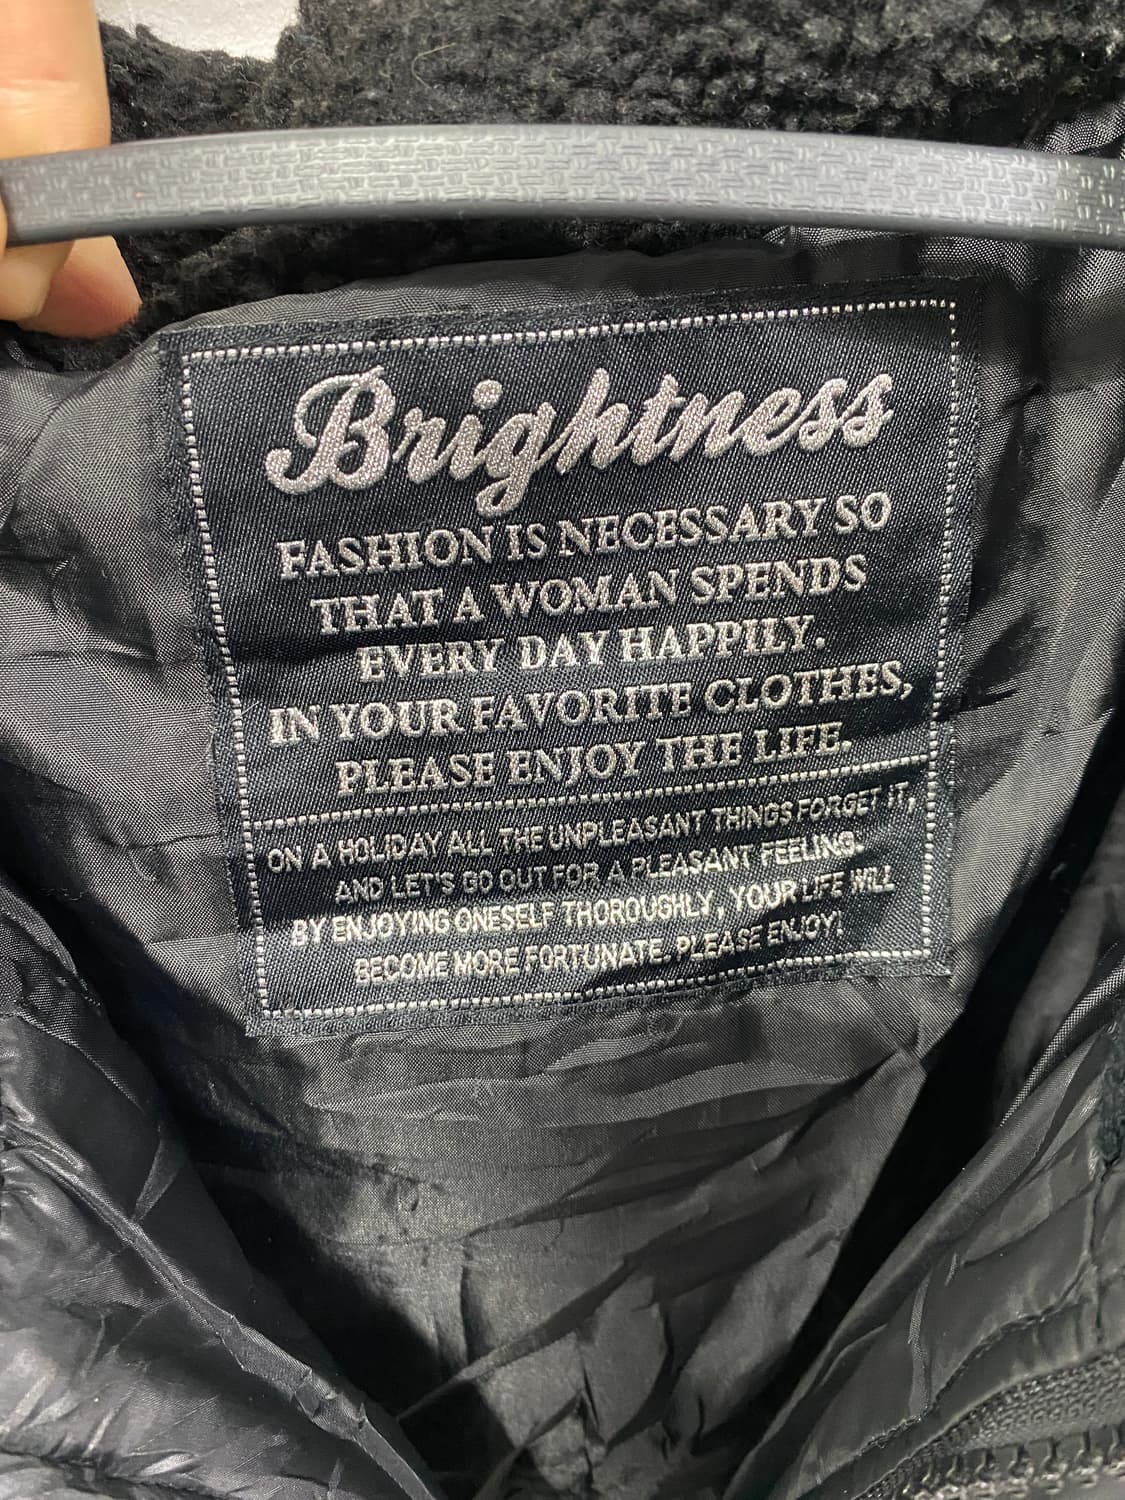 Brightness
FASHION IS NECESSARY SO
THAT A WOMAN SPENDS
EVERY DAY HAPPILY.
IN YOUR FAVORITE CLOTHES,
PLEASE ENJOY THE LIFE.
ON A HOLIDAY ALL THE UNPLEASANT THINGS FORGET IT,
AND LET'S GO OUT FOR A PLEASANT FEELING.
BY ENJOYING ONESELF THOROUGHLY, YOUR LIFE WILL
BECOME MORE FORTUNATE. PLEASE ENJOY!